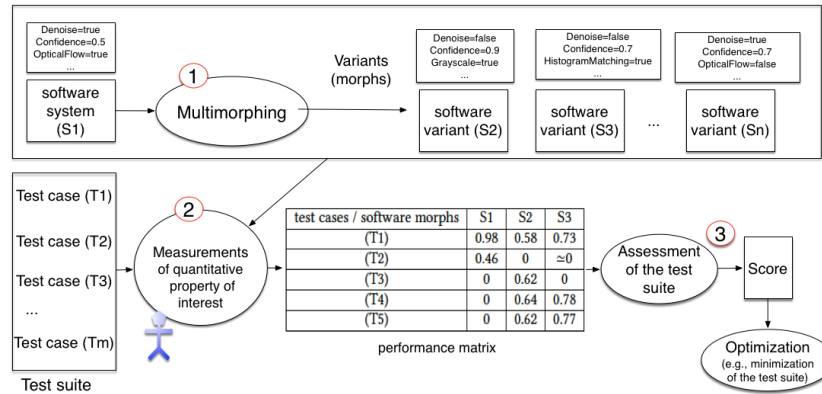 Denoise=true
Confidence=0.5
OpticalFlow=true
...
software
system
(S1)
1
Multimorphing
Variants
(morphs)
Denoise=false
Confidence=0.9
Grayscale=true
...
software
variant (S2)
Denoise=false
Confidence=0.7
HistogramMatching=true
...
software
variant (S3)
...
Denoise=true
Confidence=0.7
OpticalFlow=false
...
software
variant (Sn)
Test case (T1)
Test case (T2)
Test case (T3)
...
Test case (Tm)
Test suite
2
Measurements
of quantitative
property of
interest
test cases / software morphs S1 S2 S3
(T1) 0.98 0.58 0.73
(T2) 0.46 0 ≃0
(T3) 0 0.62 0
(T4) 0 0.64 0.78
(T5) 0 0.62 0.77
performance matrix
3
Assessment
of the test
suite
Score
Optimization
(e.g., minimization
of the test suite)